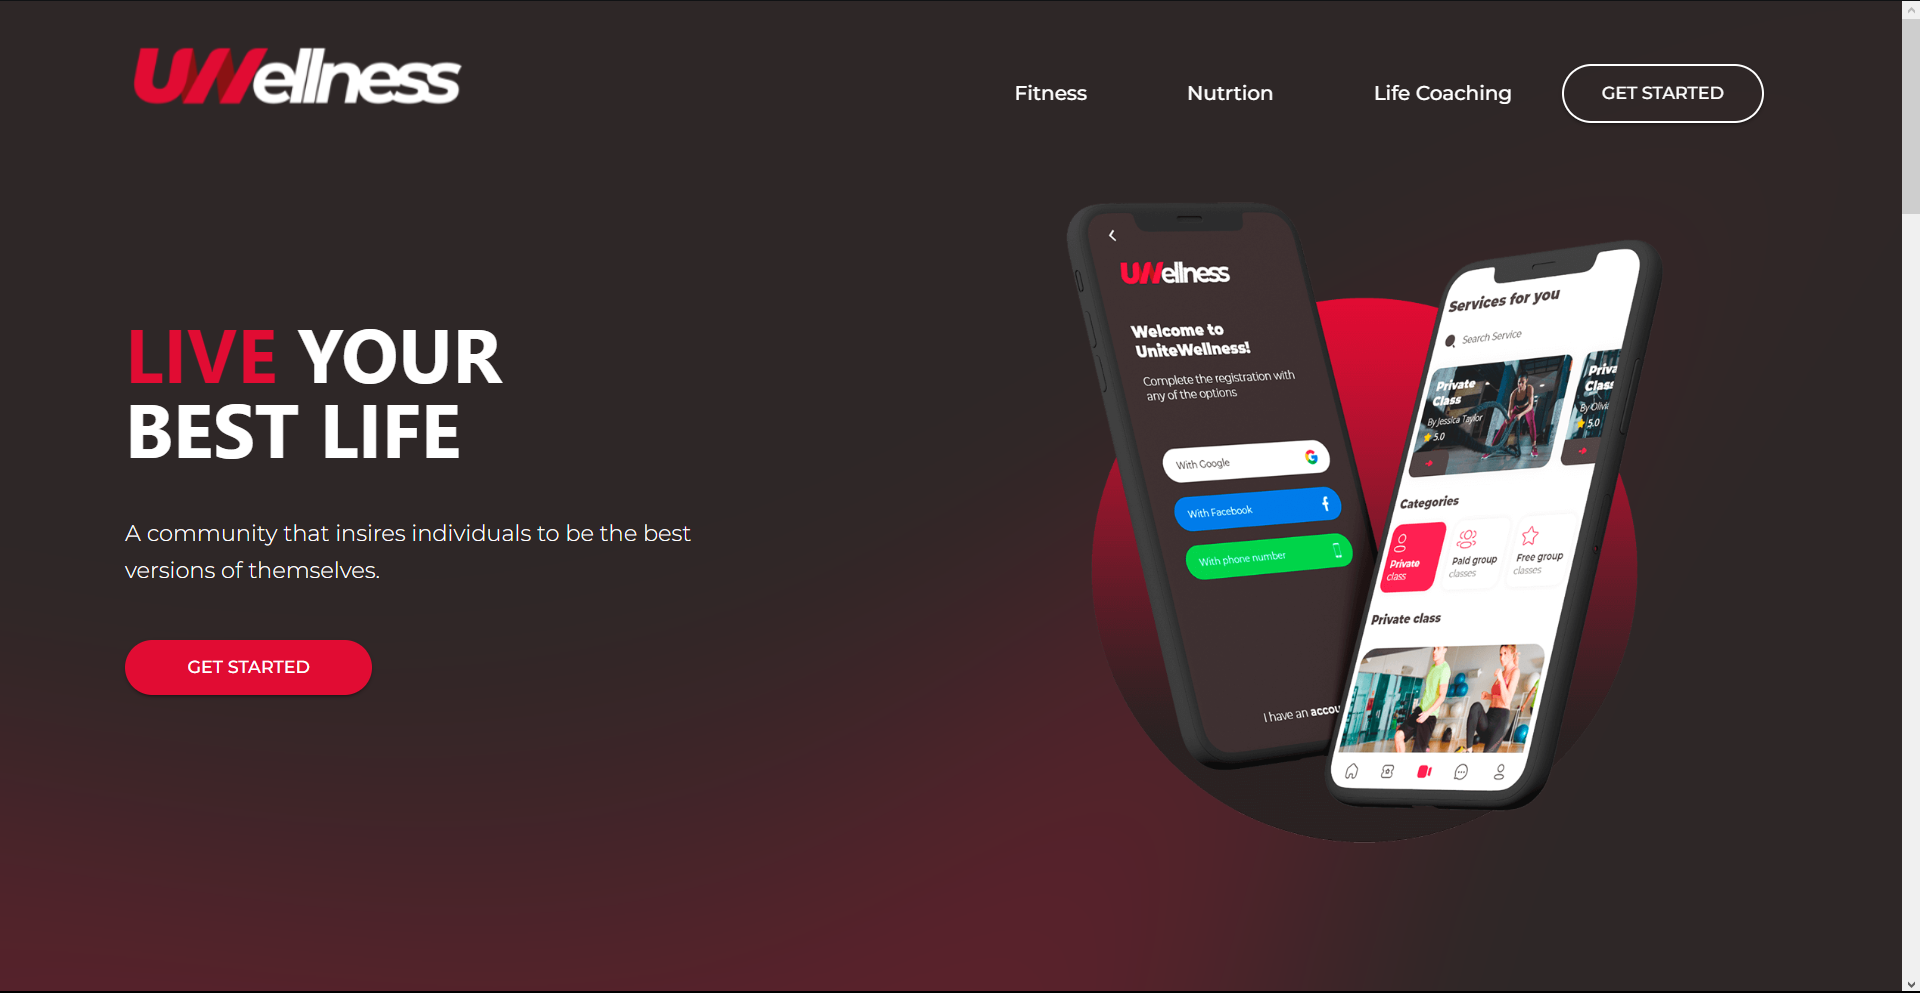 UWellness
Fitness
Nutrtion
Life Coaching
GET STARTED
LIVE YOUR
BEST LIFE
A community that insires individuals to be the best
versions of themselves.
GET STARTED
UWellness
Welcome to
UniteWellness!
Complete the registration with
any of the options
With Google
With Facebook
With phone number
I have an accou
Services for you
Search Service
Private
Class
By Jessica Taylor
5.0
Priva
Class
By Olivi
5.0
Categories
Private
class
Paid group
classes
Free group
classes
Private class